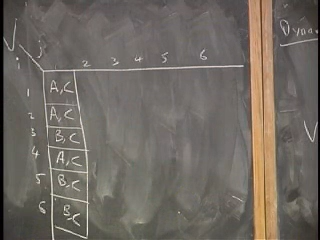 V j
i 2 3 4 5 6
1 A,C
2 A,C
3 B,C
4 A,C
5 B,C
6 B,C
V